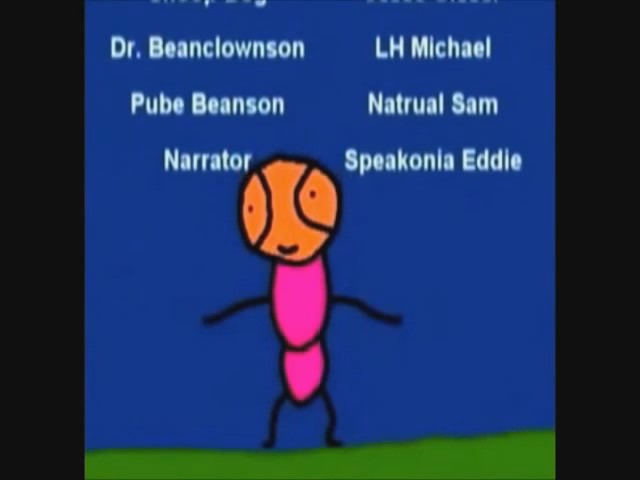 Dr. Beanclownson LH Michael
Pube Beanson Natrual Sam
Narrator Speakonia Eddie